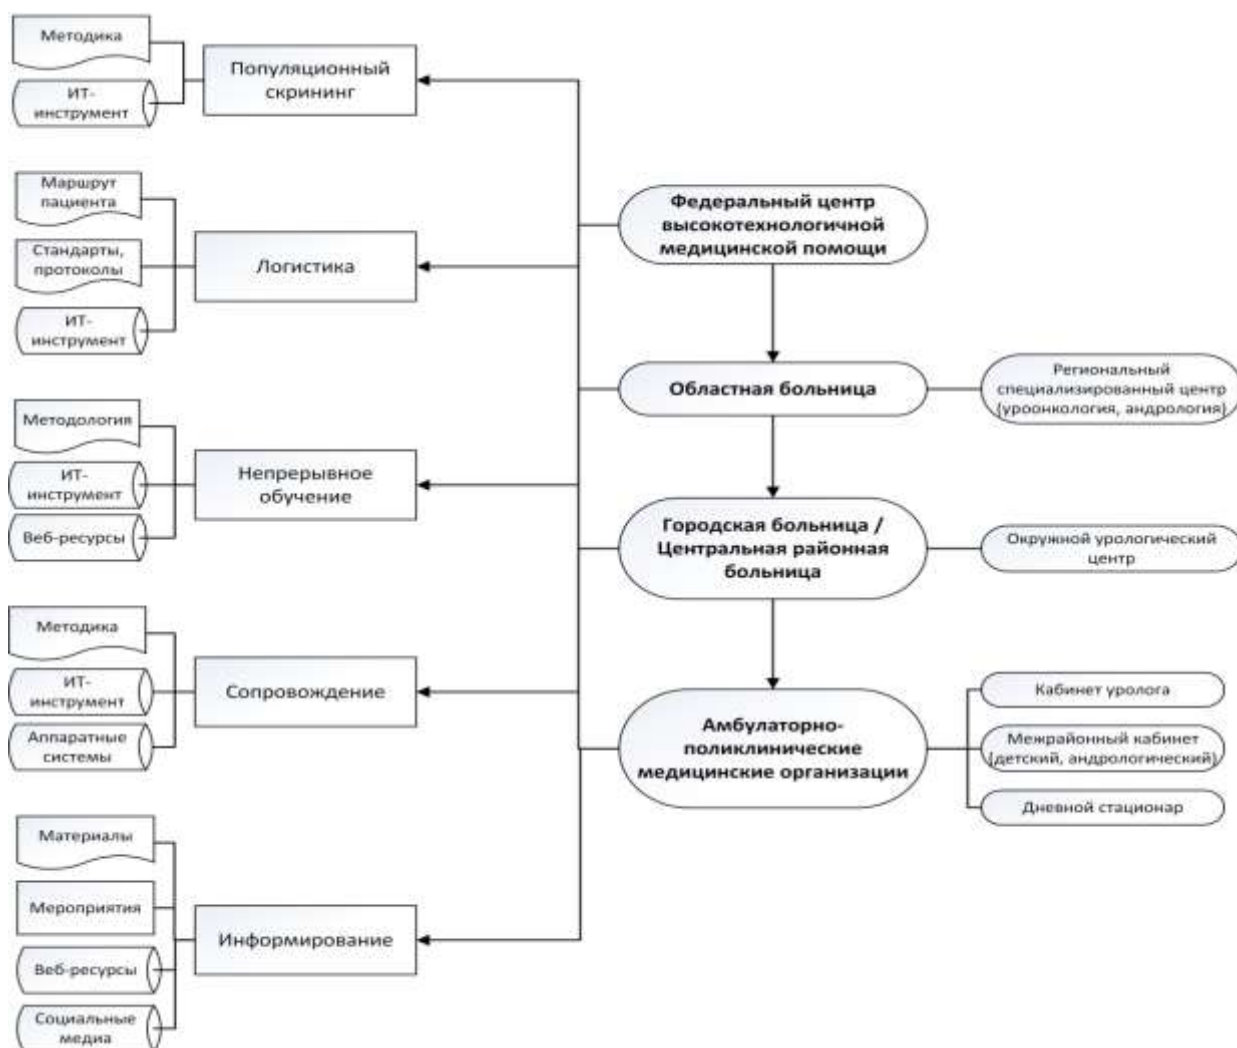 Методика
ИТ-
инструмент
Популяционный
скрининг
Маршрут
пациента
Стандарты,
протоколы
ИТ-
инструмент
Логистика
Методология
ИТ-
инструмент
Веб-ресурсы
Непрерывное
обучение
Методика
ИТ-
инструмент
Аппаратные
системы
Сопровождение
Материалы
Мероприятия
Веб-ресурсы
Социальные
медиа
Информирование
Федеральный центр
высокотехнологичной
медицинской помощи
Областная больница
Региональный
специализированный центр
(уроонкология, андрология)
Городская больница /
Центральная районная
больница
Окружной урологический
центр
Амбулаторно-
поликлинические
медицинские организации
Кабинет уролога
Межрайонный кабинет
(детский, андрологический)
Дневной стационар